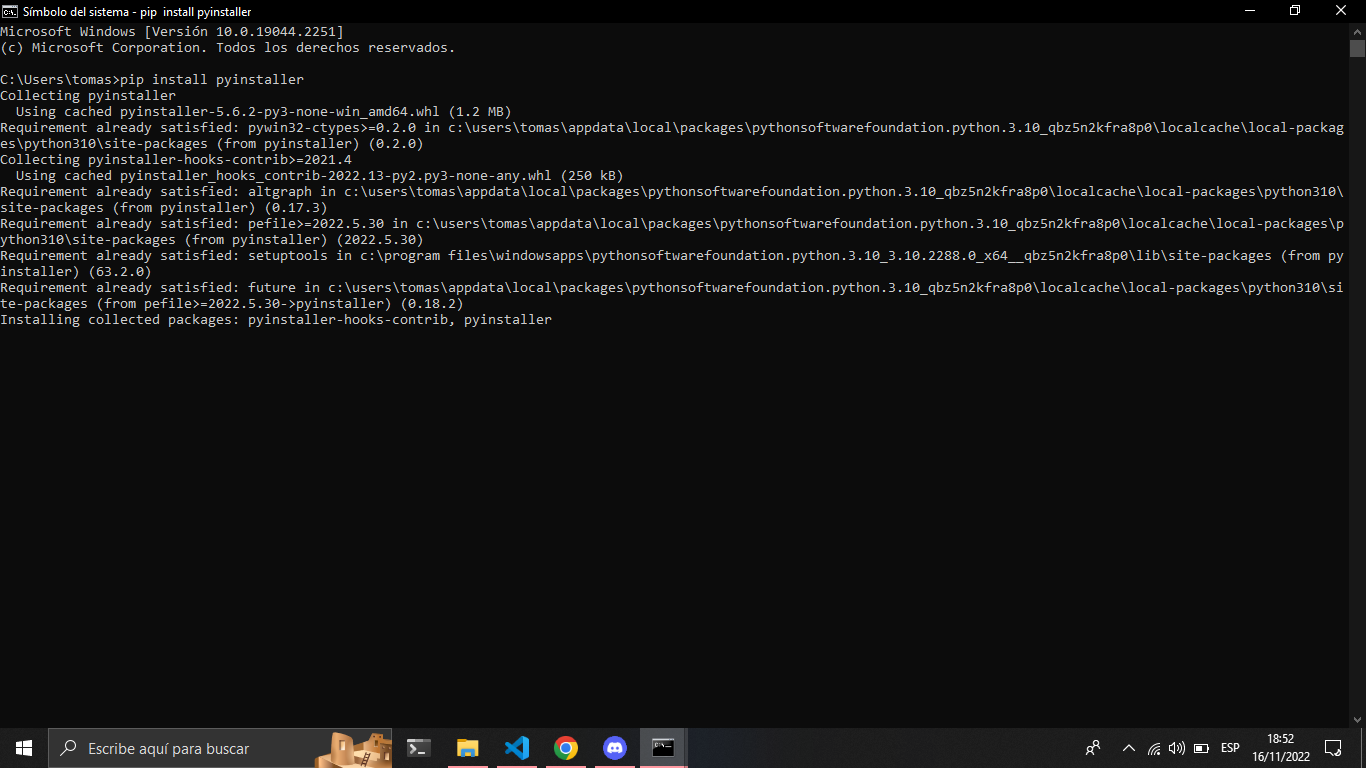 Símbolo del sistema - pip  install pyinstaller
Microsoft Windows [Versión 10.0.19044.2251]
(c) Microsoft Corporation. Todos los derechos reservados.
C:\Users\tomas>pip install pyinstaller
Collecting pyinstaller
  Using cached pyinstaller-5.6.2-py3-none-win_amd64.whl (1.2 MB)
Requirement already satisfied: pywin32-ctypes>=0.2.0 in c:\users\tomas\appdata\local\packages\pythonsoftwarefoundation.python.3.10_qbz5n2kfra8p0\localcache\local-packag
es\python310\site-packages (from pyinstaller) (0.2.0)
Collecting pyinstaller-hooks-contrib>=2021.4
  Using cached pyinstaller_hooks_contrib-2022.13-py2.py3-none-any.whl (250 kB)
Requirement already satisfied: altgraph in c:\users\tomas\appdata\local\packages\pythonsoftwarefoundation.python.3.10_qbz5n2kfra8p0\localcache\local-packages\python310\
site-packages (from pyinstaller) (0.17.3)
Requirement already satisfied: pefile>=2022.5.30 in c:\users\tomas\appdata\local\packages\pythonsoftwarefoundation.python.3.10_qbz5n2kfra8p0\localcache\local-packages\p
ython310\site-packages (from pyinstaller) (2022.5.30)
Requirement already satisfied: setuptools in c:\program files\windowsapps\pythonsoftwarefoundation.python.3.10_3.10.2288.0_x64__qbz5n2kfra8p0\lib\site-packages (from py
installer) (63.2.0)
Requirement already satisfied: future in c:\users\tomas\appdata\local\packages\pythonsoftwarefoundation.python.3.10_qbz5n2kfra8p0\localcache\local-packages\python310\si
te-packages (from pefile>=2022.5.30->pyinstaller) (0.18.2)
Installing collected packages: pyinstaller-hooks-contrib, pyinstaller
Escribe aquí para buscar
ESP
18:52
16/11/2022